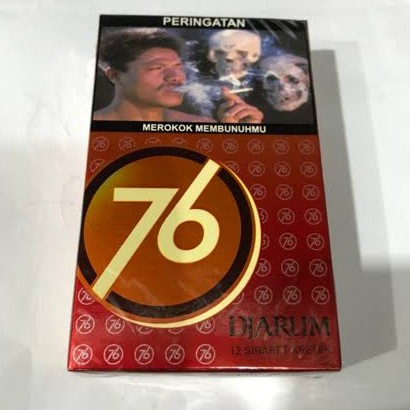 PERINGATAN
MEROKOK MEMBUNUHMU
76
DJARUM
12 SIGARET KRETEK